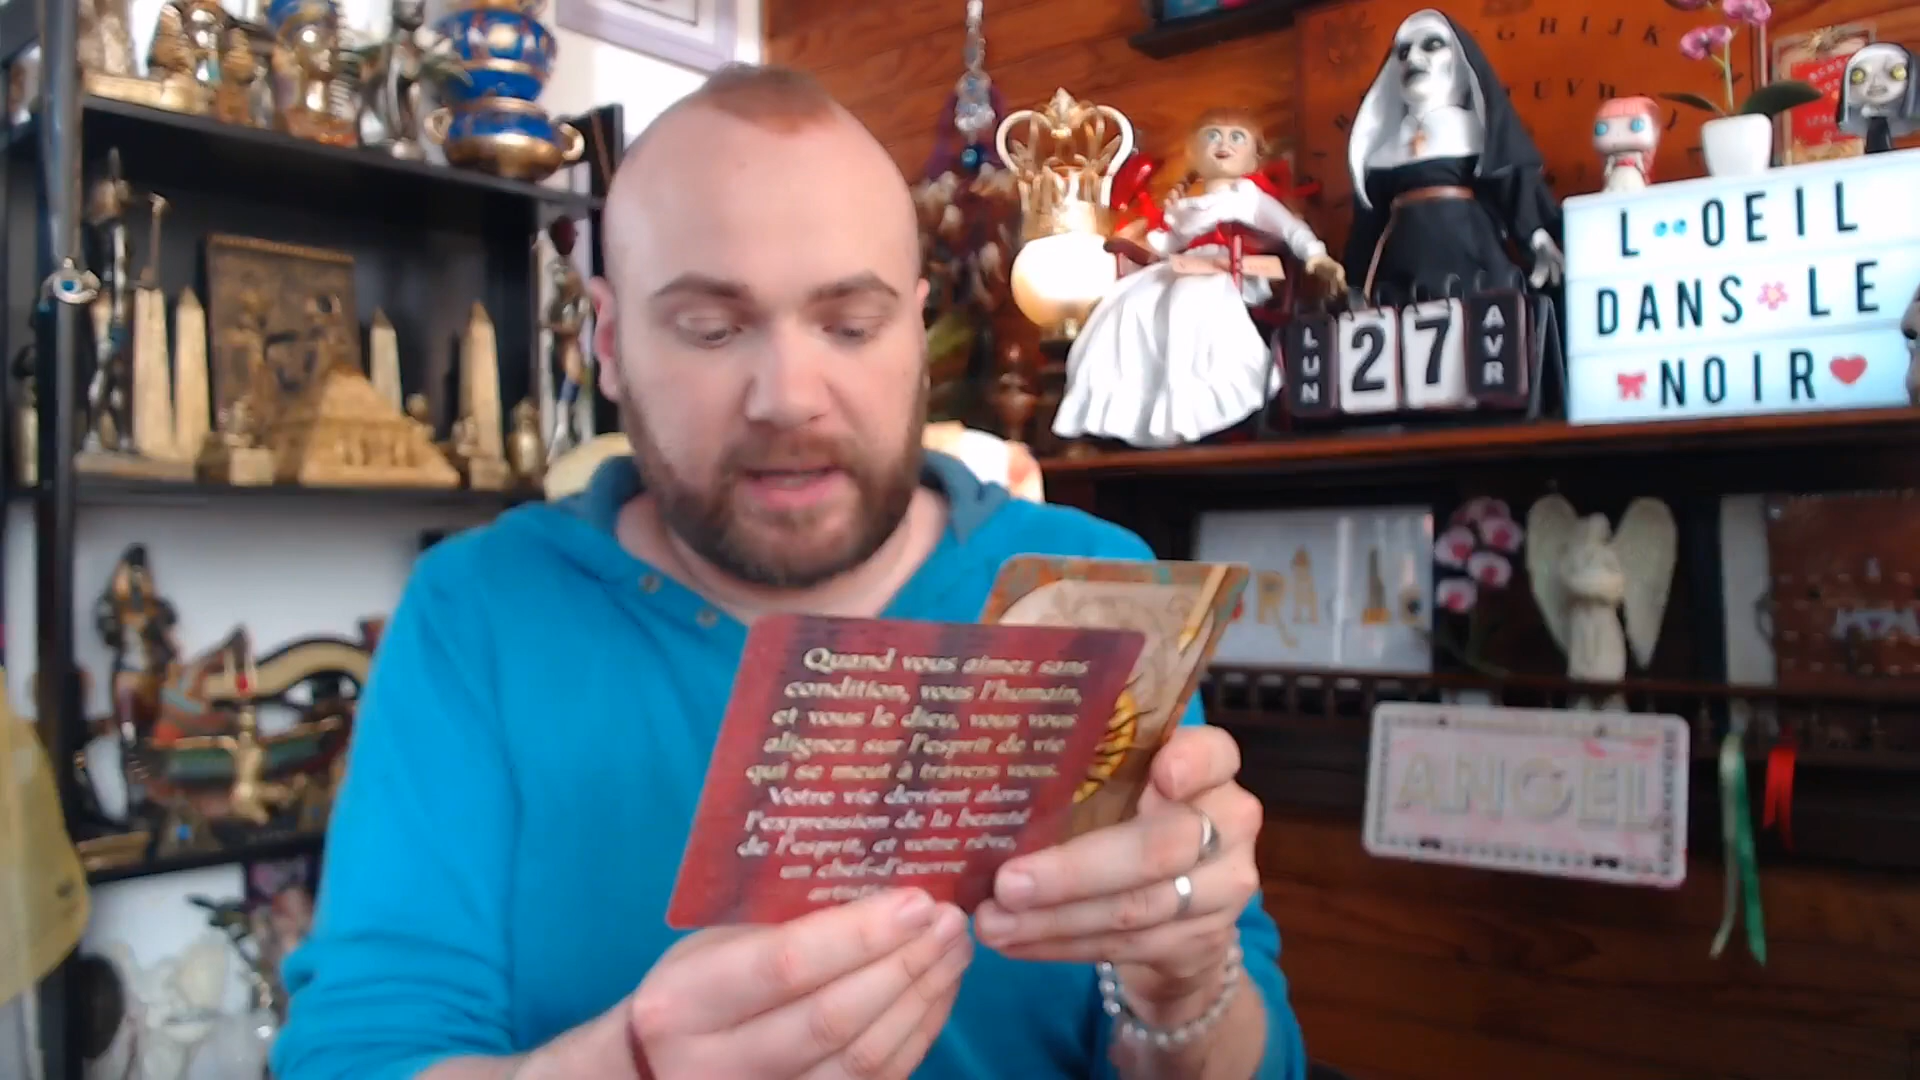 G H I J K
T U V W
L OEIL
DANS LE
NOIR
LUN
27
AVR
Quand vous aimez sans
condition, vous l'humain,
et vous le dieu, vous vous
alignez sur l'esprit de vie
qui se meut à travers vous.
Votre vie devient alors
l'expression de la beauté
de l'esprit, et votre rêve,
un chef-d'œuvre
ANGEL